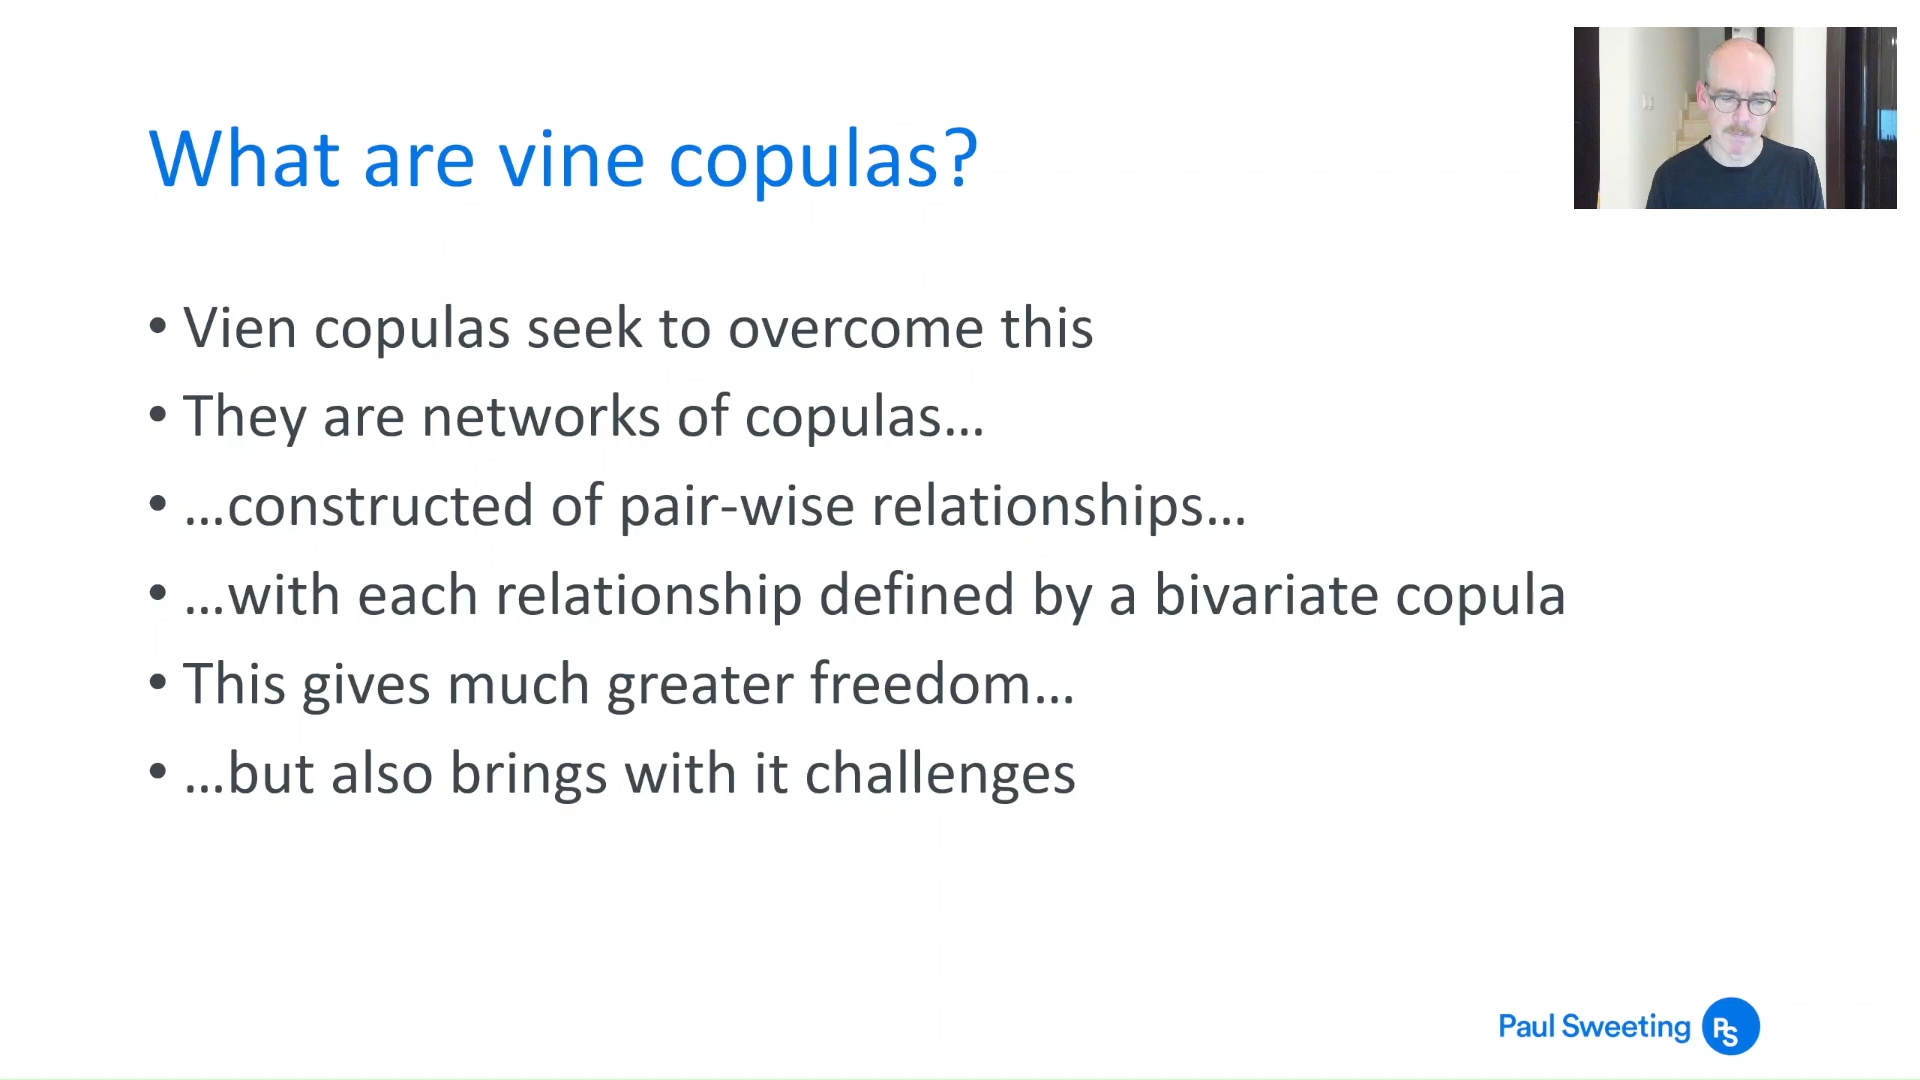 What are vine copulas?
• Vien copulas seek to overcome this
• They are networks of copulas…
• …constructed of pair-wise relationships…
• …with each relationship defined by a bivariate copula
• This gives much greater freedom…
• …but also brings with it challenges
Paul Sweeting PS